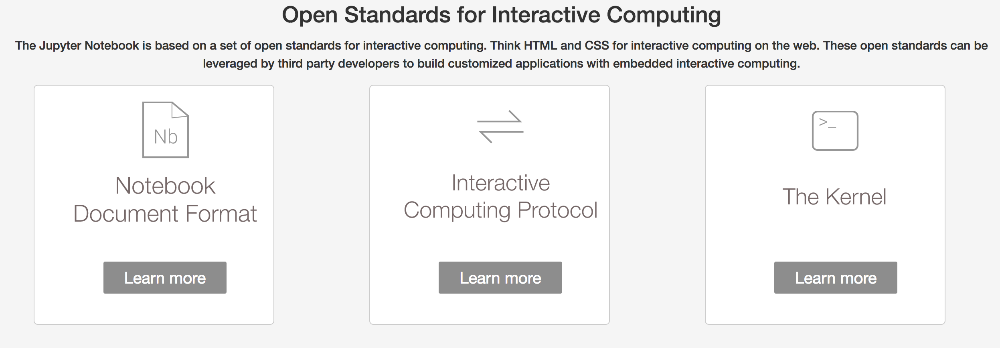 Open Standards for Interactive Computing
The Jupyter Notebook is based on a set of open standards for interactive computing. Think HTML and CSS for interactive computing on the web. These open standards can be
leveraged by third party developers to build customized applications with embedded interactive computing.
Nb
Notebook
Document Format
Learn more
Interactive
Computing Protocol
Learn more
>_
The Kernel
Learn more